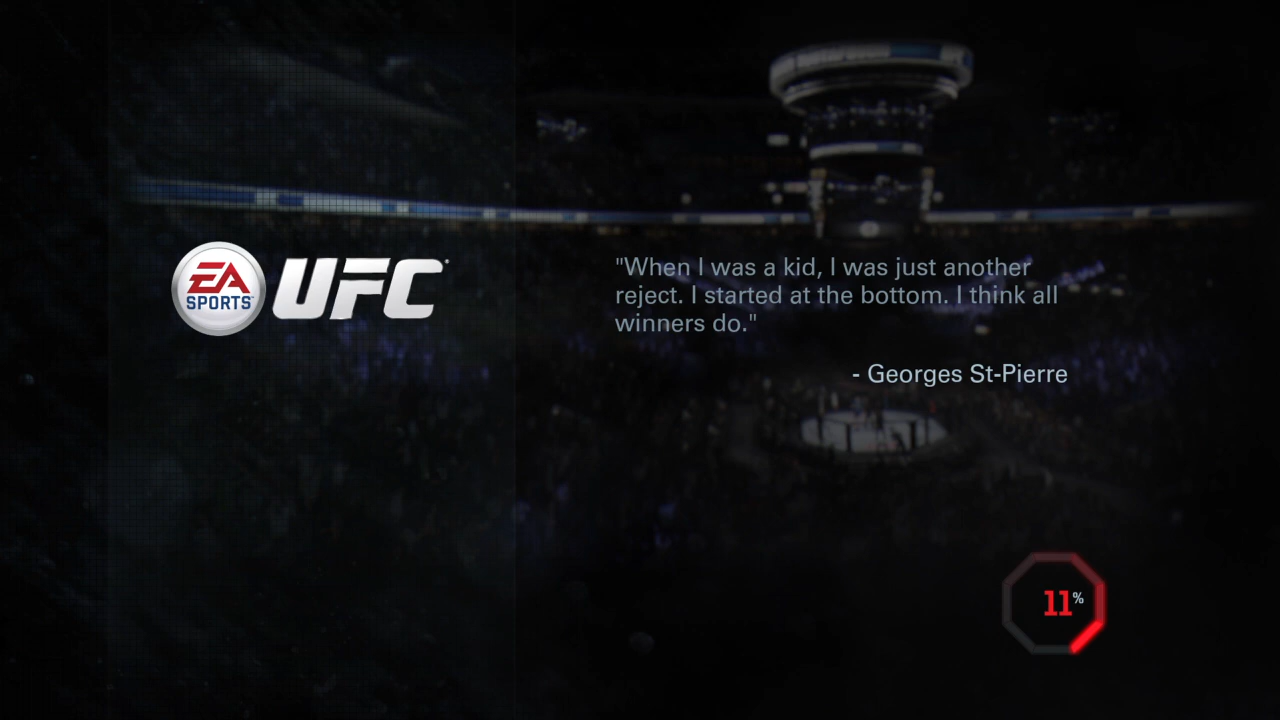 EA
SPORTS™
UFC
"When I was a kid, I was just another
reject. I started at the bottom. I think all
winners do."
- Georges St-Pierre
11%